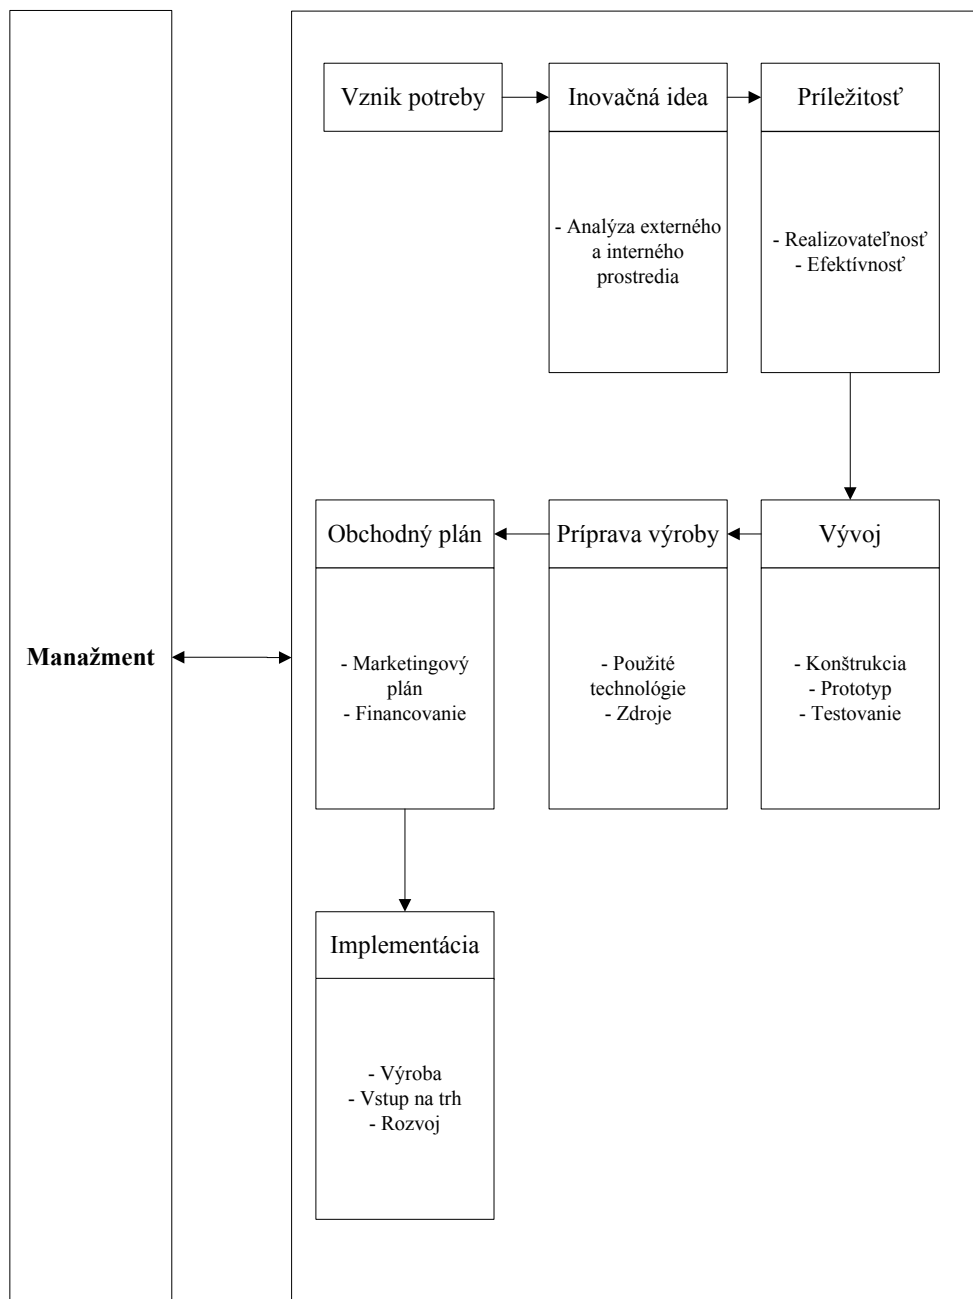 Vznik potreby
Inovačná idea
Príležitosť
- Analýza externého
a interného
prostredia
- Realizovateľnosť
- Efektívnosť
Obchodný plán
Príprava výroby
Vývoj
Manažment
- Marketingový
plán
- Financovanie
- Použité
technológie
- Zdroje
- Konštrukcia
- Prototyp
- Testovanie
Implementácia
- Výroba
- Vstup na trh
- Rozvoj